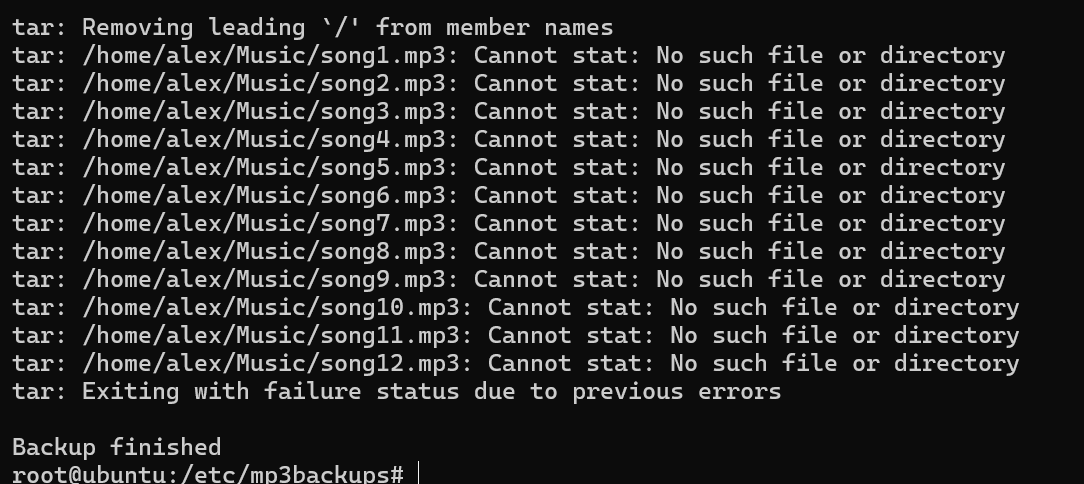 tar: Removing leading `/' from member names
tar: /home/alex/Music/song1.mp3: Cannot stat: No such file or directory
tar: /home/alex/Music/song2.mp3: Cannot stat: No such file or directory
tar: /home/alex/Music/song3.mp3: Cannot stat: No such file or directory
tar: /home/alex/Music/song4.mp3: Cannot stat: No such file or directory
tar: /home/alex/Music/song5.mp3: Cannot stat: No such file or directory
tar: /home/alex/Music/song6.mp3: Cannot stat: No such file or directory
tar: /home/alex/Music/song7.mp3: Cannot stat: No such file or directory
tar: /home/alex/Music/song8.mp3: Cannot stat: No such file or directory
tar: /home/alex/Music/song9.mp3: Cannot stat: No such file or directory
tar: /home/alex/Music/song10.mp3: Cannot stat: No such file or directory
tar: /home/alex/Music/song11.mp3: Cannot stat: No such file or directory
tar: /home/alex/Music/song12.mp3: Cannot stat: No such file or directory
tar: Exiting with failure status due to previous errors

Backup finished
root@ubuntu:/etc/mp3backups#